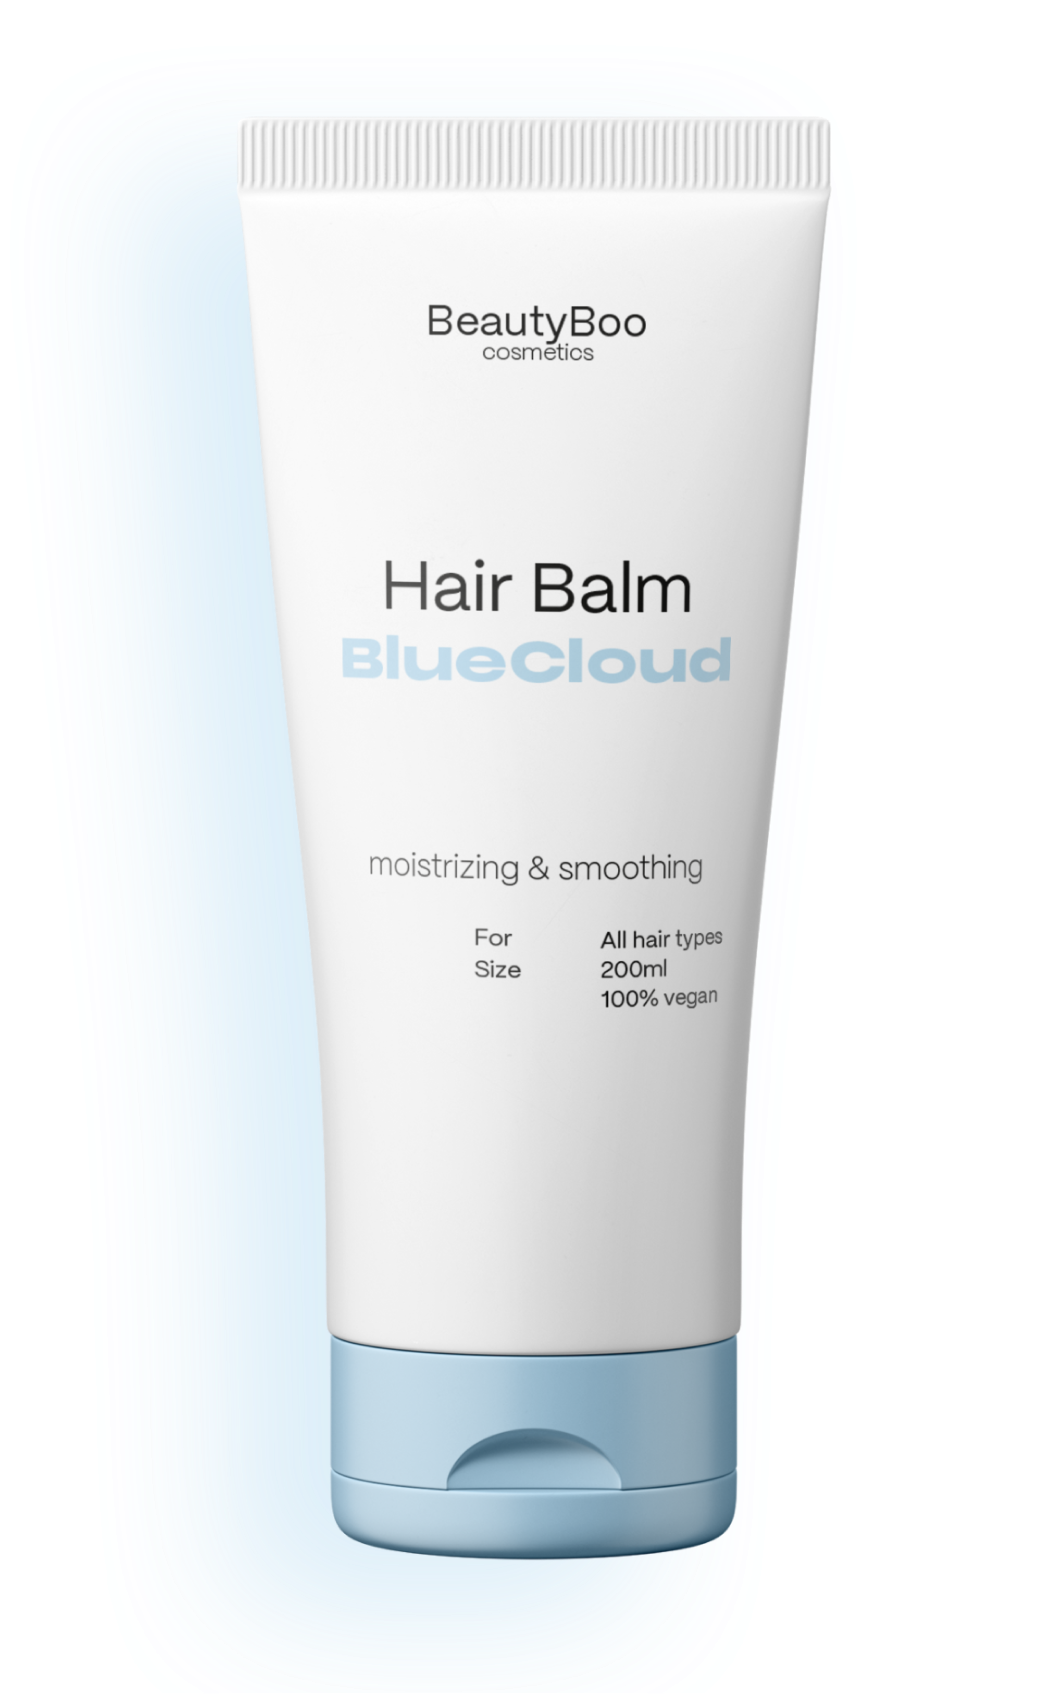 BeautyBoo
cosmetics
Hair Balm
BlueCloud
moistrizing & smoothing
For All hair types
Size 200ml
100% vegan